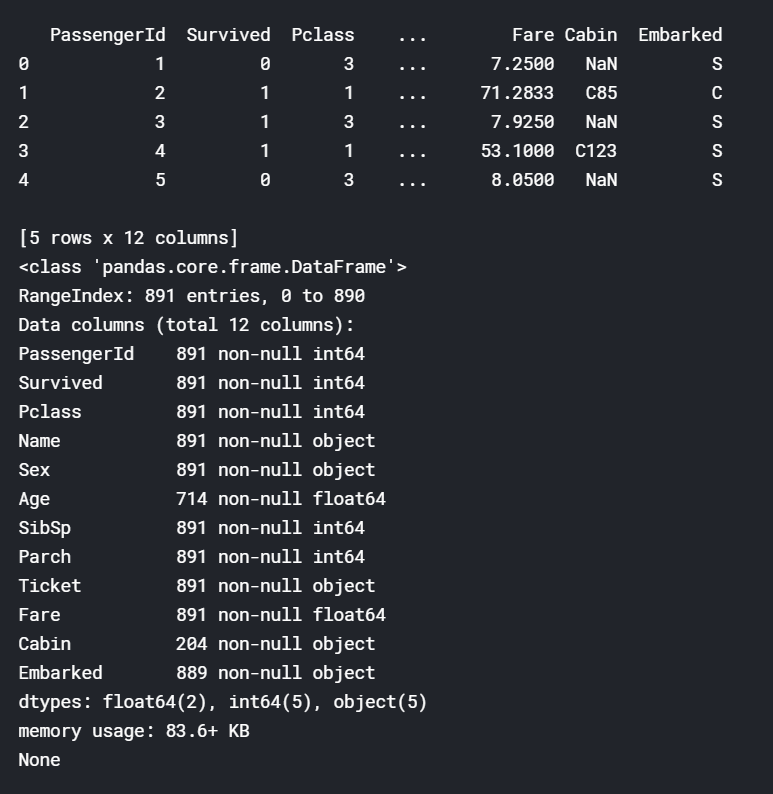 PassengerId  Survived  Pclass    ...        Fare Cabin  Embarked
0            1         0       3    ...      7.2500   NaN         S
1            2         1       1    ...     71.2833   C85         C
2            3         1       3    ...      7.9250   NaN         S
3            4         1       1    ...     53.1000  C123         S
4            5         0       3    ...      8.0500   NaN         S
[5 rows x 12 columns]
<class 'pandas.core.frame.DataFrame'>
RangeIndex: 891 entries, 0 to 890
Data columns (total 12 columns):
PassengerId    891 non-null int64
Survived       891 non-null int64
Pclass         891 non-null int64
Name           891 non-null object
Sex            891 non-null object
Age            714 non-null float64
SibSp          891 non-null int64
Parch          891 non-null int64
Ticket         891 non-null object
Fare           891 non-null float64
Cabin          204 non-null object
Embarked       889 non-null object
dtypes: float64(2), int64(5), object(5)
memory usage: 83.6+ KB
None